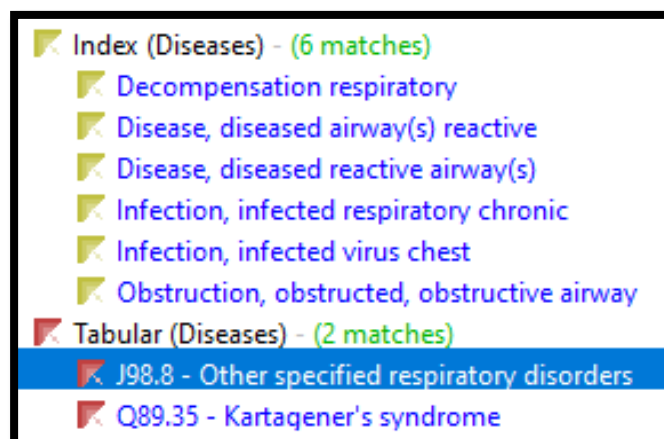 Index (Diseases) - (6 matches)
Decompensation respiratory
Disease, diseased airway(s) reactive
Disease, diseased reactive airway(s)
Infection, infected respiratory chronic
Infection, infected virus chest
Obstruction, obstructed, obstructive airway
Tabular (Diseases) - (2 matches)
J98.8 - Other specified respiratory disorders
Q89.35 - Kartagener's syndrome